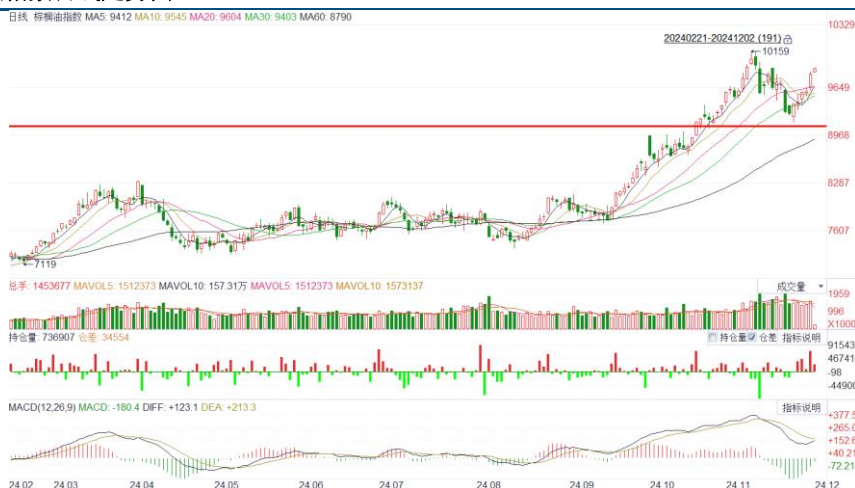 日线 棕榈油指数 MA5: 9412 MA10: 9545 MA20: 9604 MA30: 9403 MA60: 8790
10329
20240221-20241202 (191)
10159
9649
8968
8287
7607
7119
总手: 1453677 MAVOL5: 1512373 MAVOL10: 157.31万 MAVOL5: 1512373 MAVOL10: 1573137
成交量
1959
996
X1000
持仓量: 736907 仓差: 34554
持仓量 仓差 指标说明
91543
46741
-98
-44900
MACD(12,26,9) MACD: -180.4 DIFF: +123.1 DEA: +213.3
指标说明
+377.5
+265.0
+152.6
+40.21
-72.21
24.02 24.03 24.04 24.05 24.06 24.07 24.08 24.09 24.10 24.11 24.12